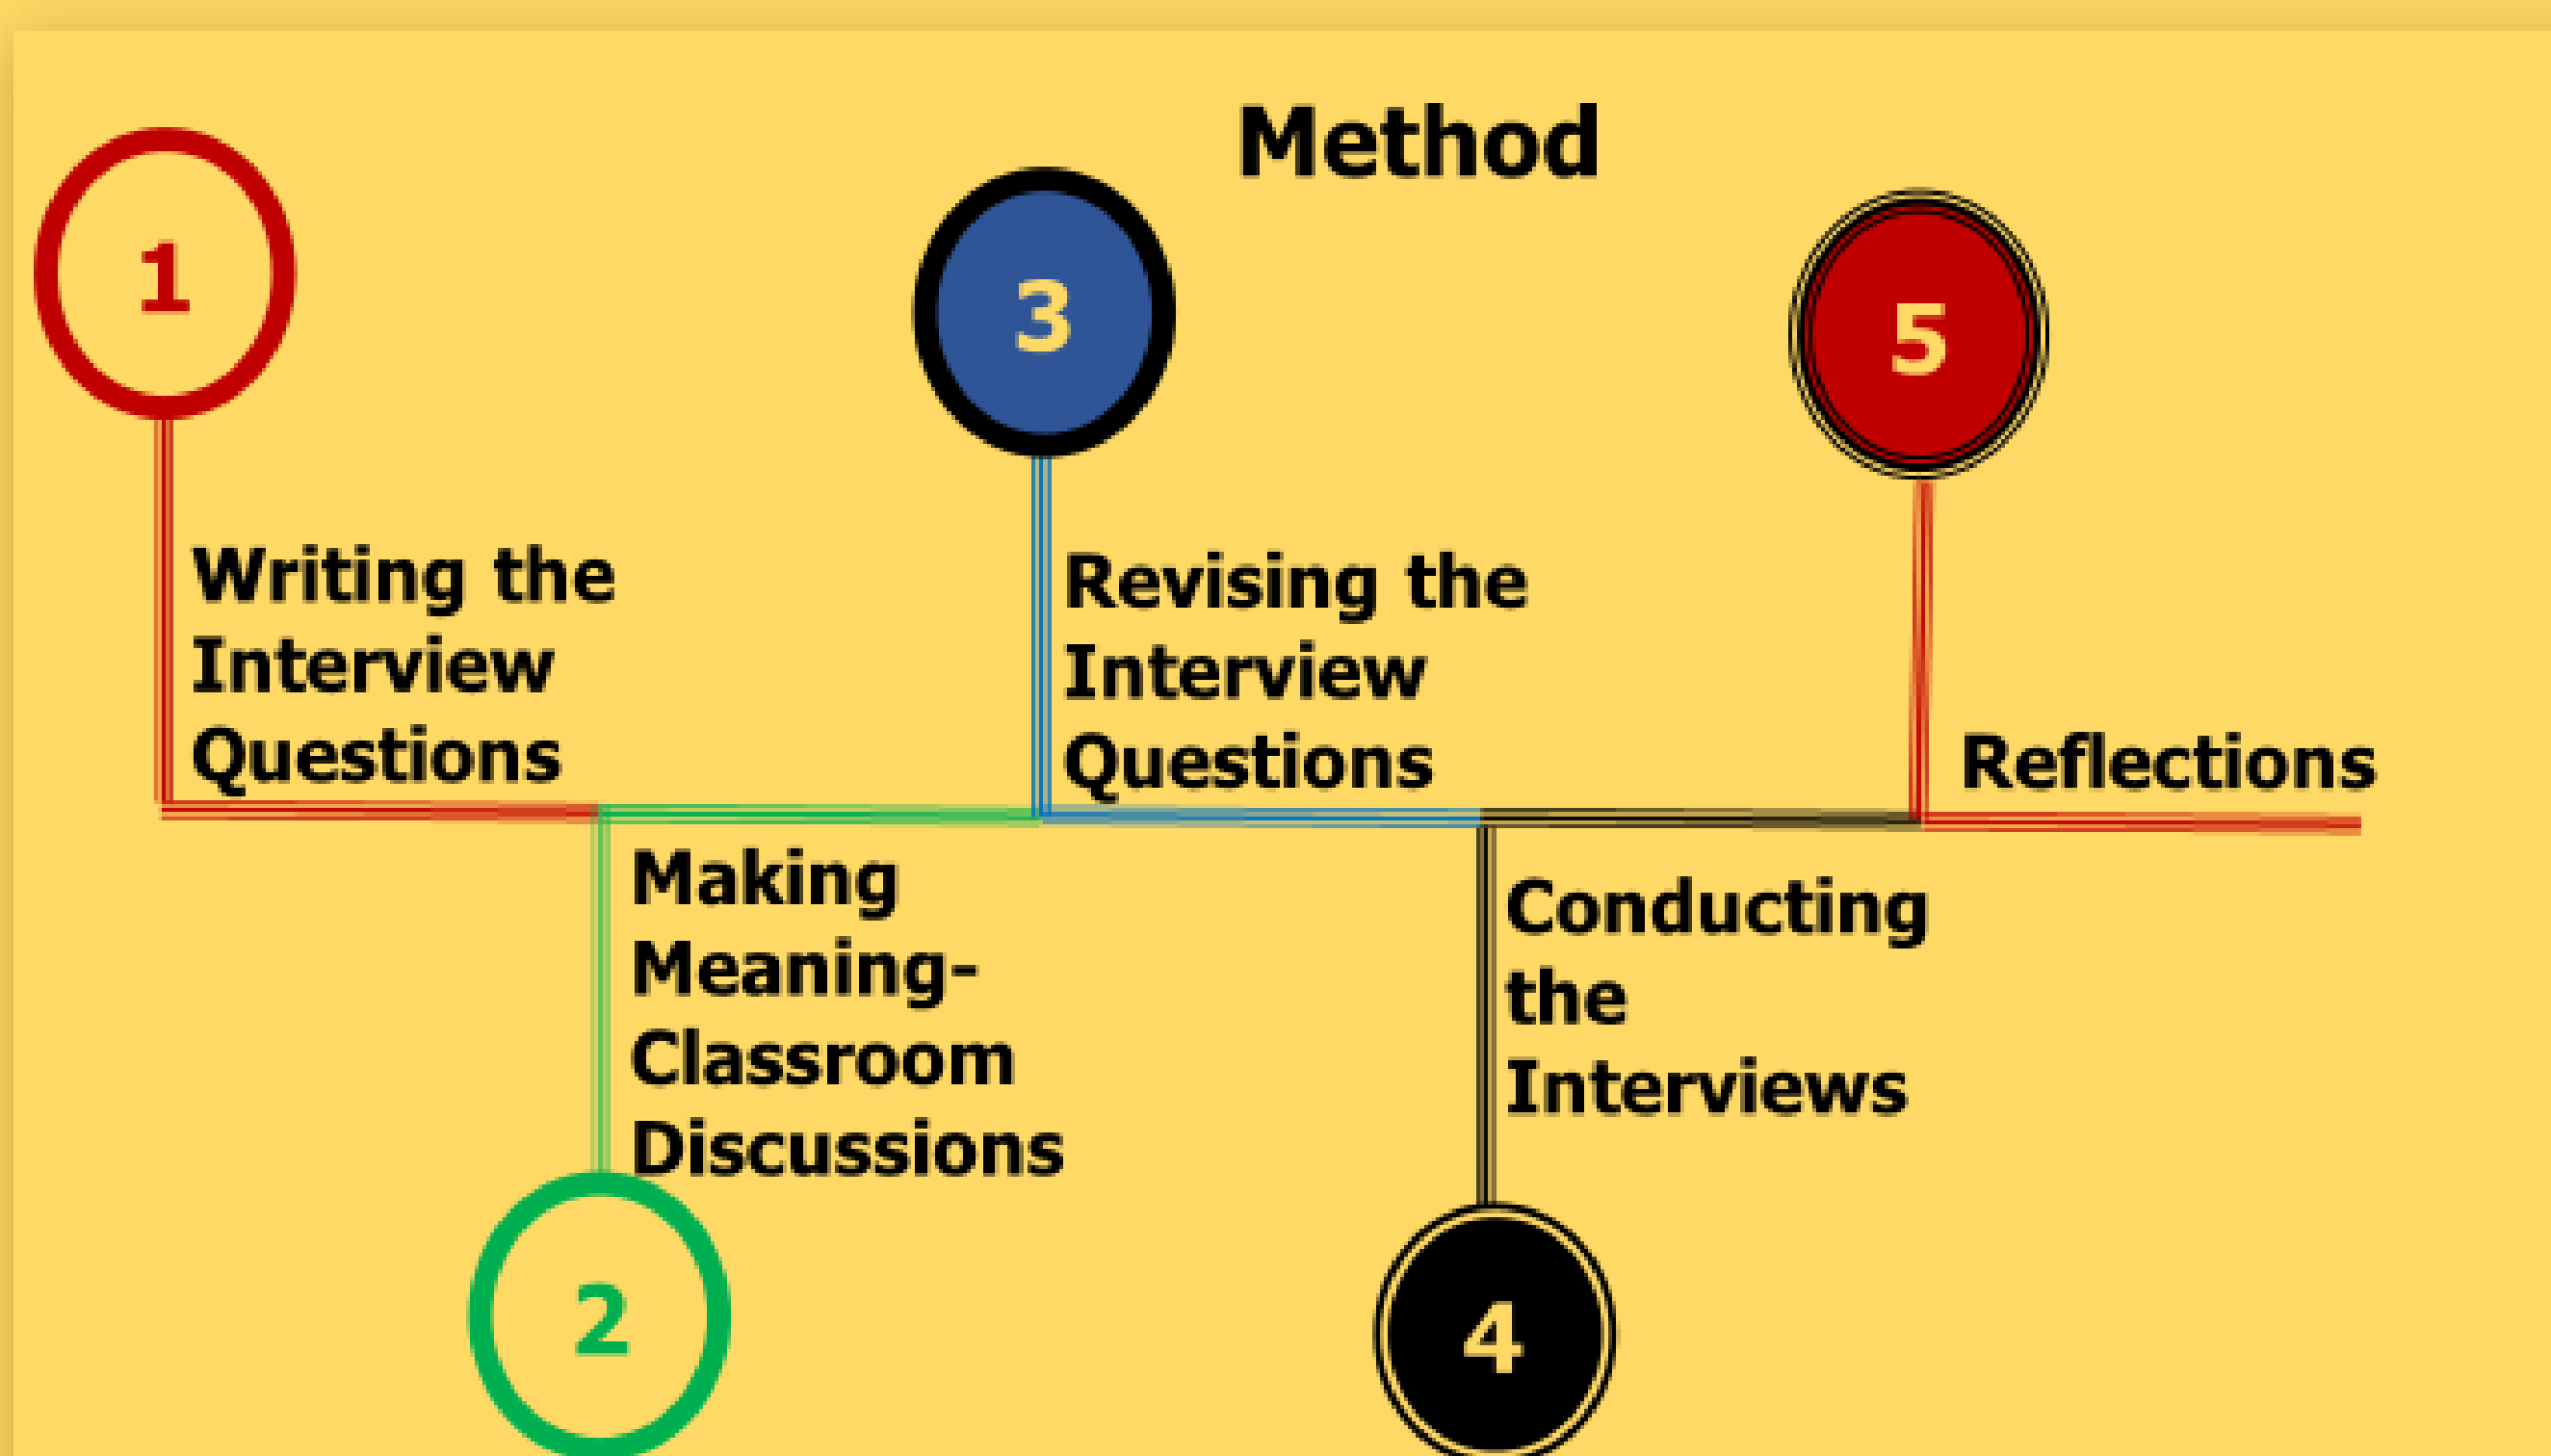 Method
1
Writing the
Interview
Questions
2
Making
Meaning-
Classroom
Discussions
3
Revising the
Interview
Questions
4
Conducting
the
Interviews
5
Reflections